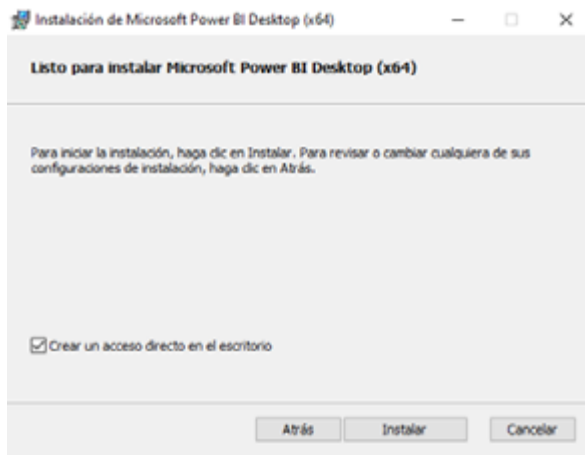 Instalación de Microsoft Power BI Desktop (x64)
Listo para instalar Microsoft Power BI Desktop (x64)
Para iniciar la instalación, haga clic en Instalar. Para revisar o cambiar cualquiera de sus
configuraciones de instalación, haga clic en Atrás.
Crear un acceso directo en el escritorio
Atrás Instalar Cancelar